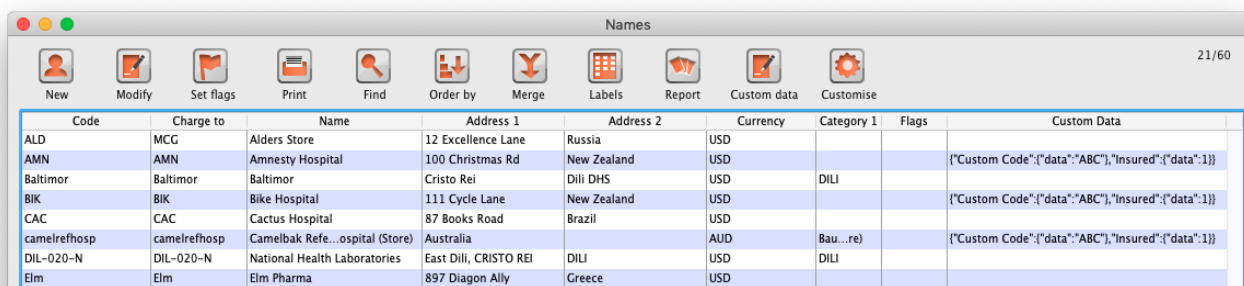 Names
21/60
New Modify Set flags Print Find Order by Merge Labels Report Custom data Customise
Code Charge to Name Address 1 Address 2 Currency Category 1 Flags Custom Data
ALD MCG Alders Store 12 Excellence Lane Russia USD
AMN AMN Amnesty Hospital 100 Christmas Rd New Zealand USD {"Custom Code":{"data":"ABC"},"Insured":{"data":1}}
Baltimor Baltimor Baltimor Cristo Rei Dili DHS USD DILI
BIK BIK Bike Hospital 111 Cycle Lane New Zealand USD {"Custom Code":{"data":"ABC"},"Insured":{"data":1}}
CAC CAC Cactus Hospital 87 Books Road Brazil USD
camelrefhosp camelrefhosp Camelbak Refe...ospital (Store) Australia AUD Bau...re) {"Custom Code":{"data":"ABC"},"Insured":{"data":1}}
DIL-020-N DIL-020-N National Health Laboratories East Dili, CRISTO REI DILI USD DILI
Elm Elm Elm Pharma 897 Diagon Ally Greece USD